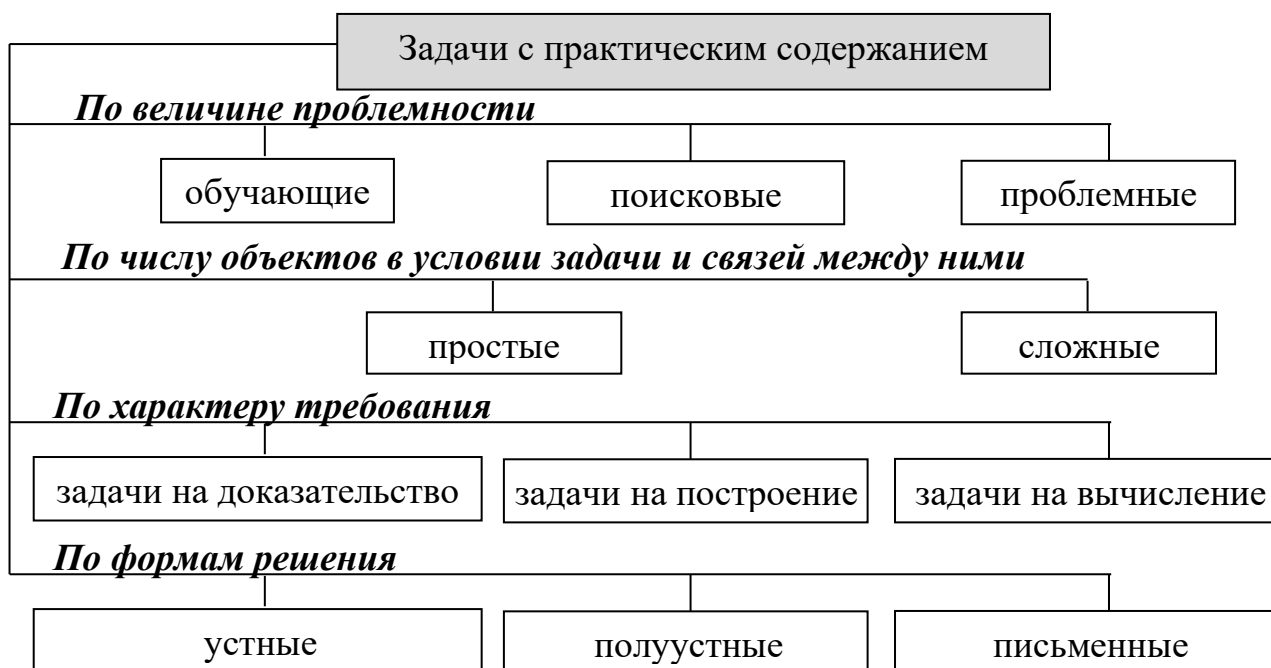 Задачи с практическим содержанием
По величине проблемности
обучающие
поисковые
проблемные
По числу объектов в условии задачи и связей между ними
простые
сложные
По характеру требования
задачи на доказательство
задачи на построение
задачи на вычисление
По формам решения
устные
полуустные
письменные